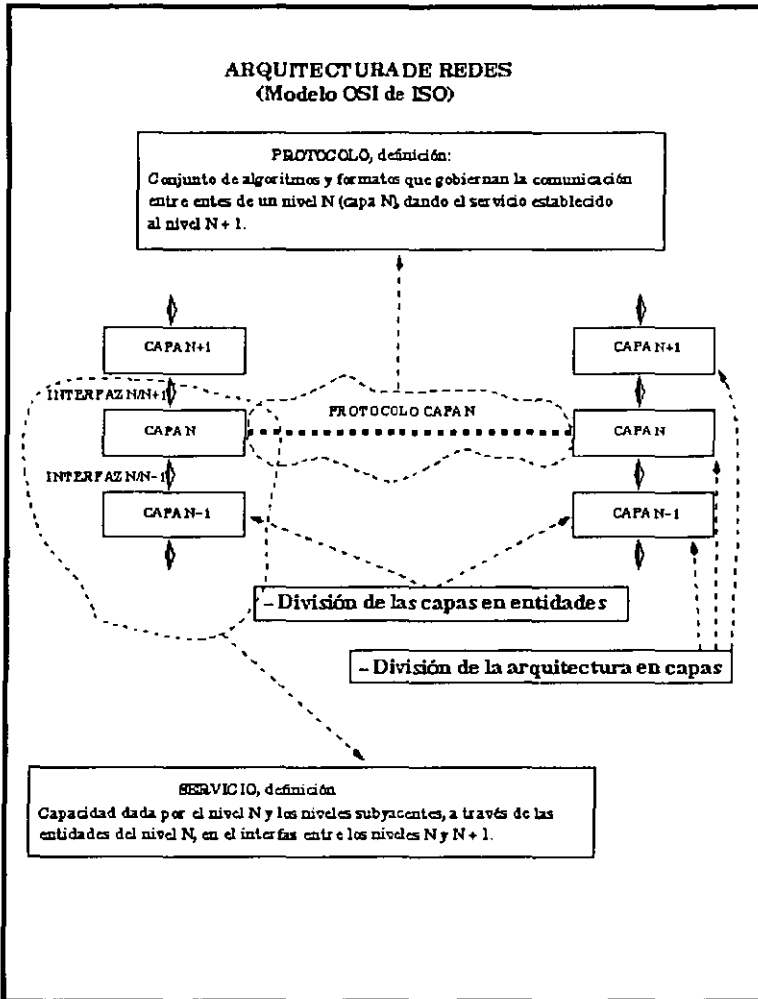 ARQUITECTURA DE REDES
(Modelo OSI de ISO)
PROTOCOLO, definición:
Conjunto de algoritmos y formatos que gobiernan la comunicación
entre entes de un nivel N (capa N), dando el servicio establecido
al nivel N + 1.
CAPA N+1
CAPA N+1
INTERFAZ N/N+1
PROTOCOLO CAPA N
CAPA N
CAPA N
INTERFAZ N/N-1
CAPA N-1
CAPA N-1
- División de las capas en entidades
- División de la arquitectura en capas
SERVICIO, definición
Capacidad dada por el nivel N y los niveles subyacentes, a través de las
entidades del nivel N, en el interfas entre los niveles N y N + 1.